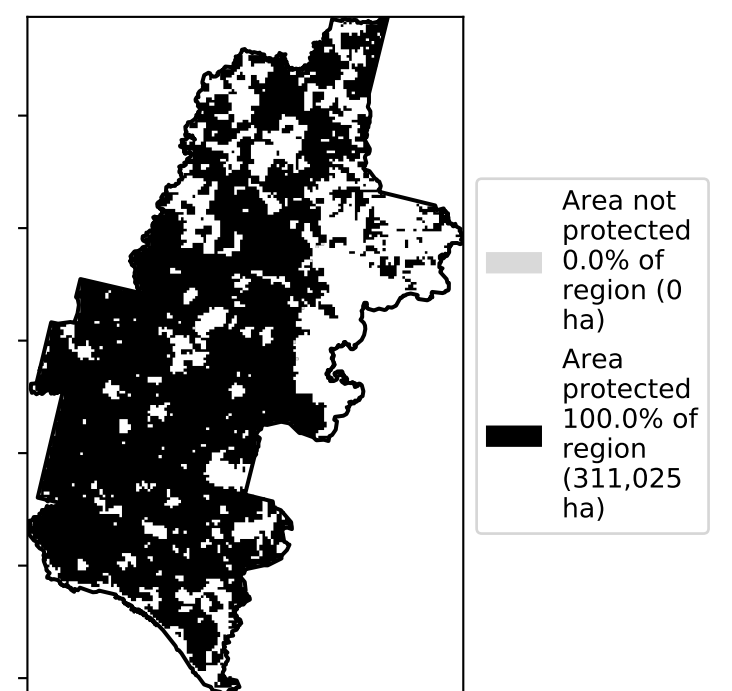 Area not
protected
0.0% of
region (0
ha)
Area
protected
100.0% of
region
(311,025
ha)